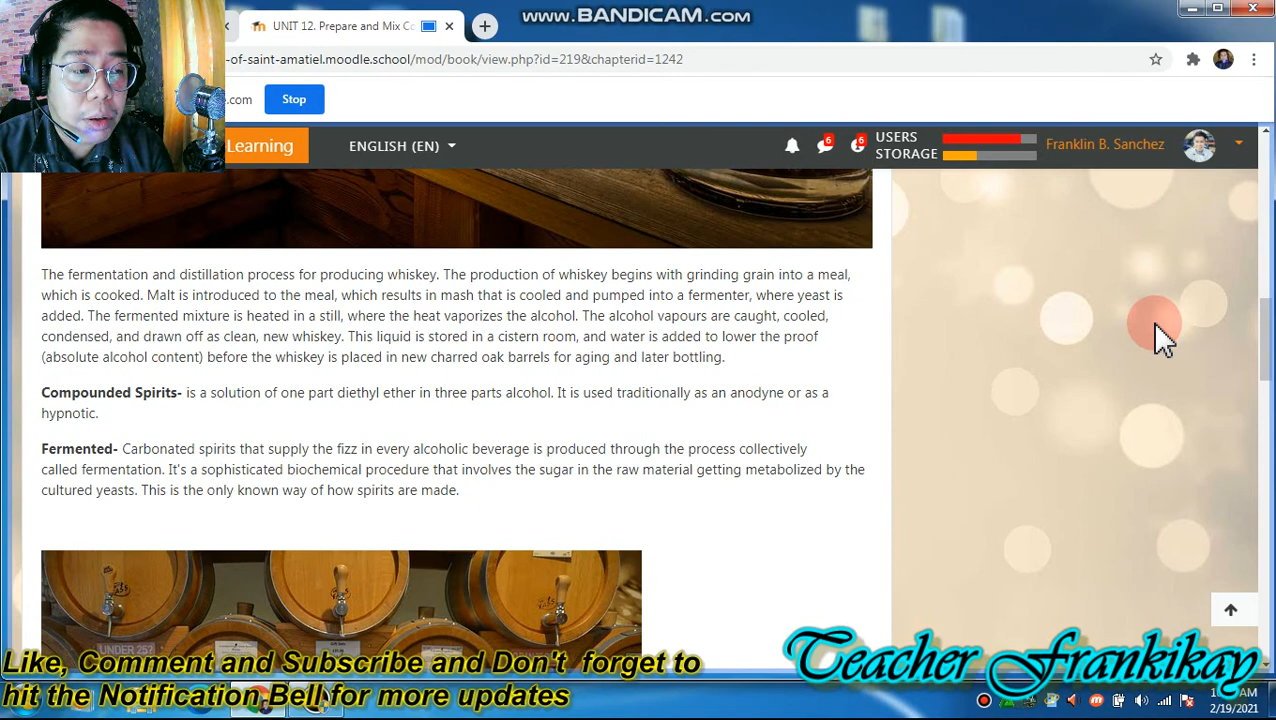 www.BANDICAM.com
UNIT 12. Prepare and Mix Co
-of-saint-amatiel.moodle.school/mod/book/view.php?id=219&chapterid=1242
e.com
Stop
Learning
ENGLISH (EN)
6
6
USERS
STORAGE
Franklin B. Sanchez
The fermentation and distillation process for producing whiskey. The production of whiskey begins with grinding grain into a meal,
which is cooked. Malt is introduced to the meal, which results in mash that is cooled and pumped into a fermenter, where yeast is
added. The fermented mixture is heated in a still, where the heat vaporizes the alcohol. The alcohol vapours are caught, cooled,
condensed, and drawn off as clean, new whiskey. This liquid is stored in a cistern room, and water is added to lower the proof
(absolute alcohol content) before the whiskey is placed in new charred oak barrels for aging and later bottling.
Compounded Spirits- is a solution of one part diethyl ether in three parts alcohol. It is used traditionally as an anodyne or as a
hypnotic.
Fermented- Carbonated spirits that supply the fizz in every alcoholic beverage is produced through the process collectively
called fermentation. It's a sophisticated biochemical procedure that involves the sugar in the raw material getting metabolized by the
cultured yeasts. This is the only known way of how spirits are made.
UNDER 25?
Like, Comment and Subscribe and Don't forget to
hit the Notification Bell for more updates
Teacher Frankikay
2/19/2021